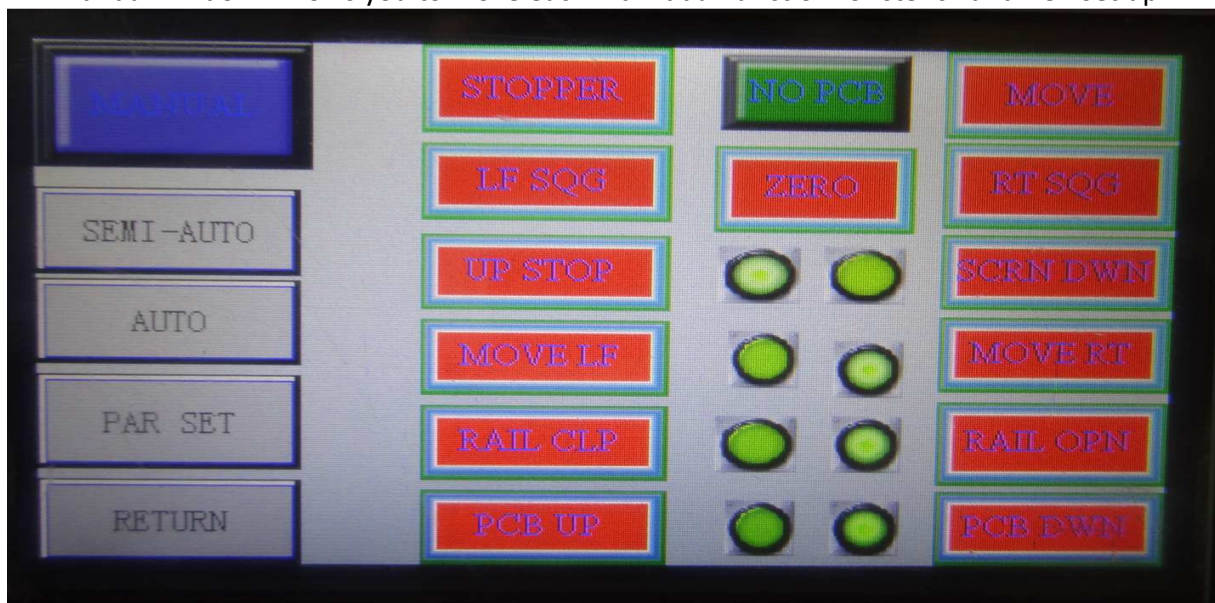 MANUAL
STOPPER
NO PCB
MOVE
LF SQG
ZERO
RT SQG
SEMI-AUTO
UP STOP
SCRN DWN
AUTO
MOVE LF
MOVE RT
PAR SET
RAIL CLP
RAIL OPN
RETURN
PCB UP
PCB DWN